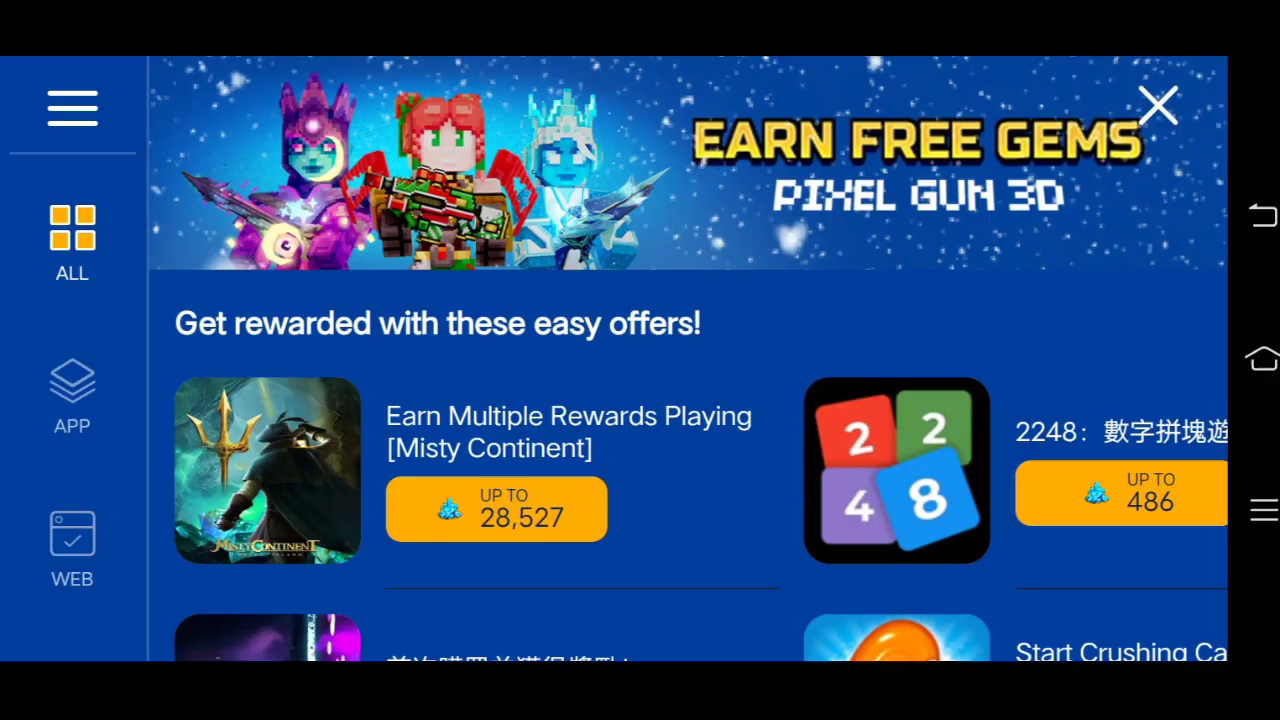 EARN FREE GEMS
PIXEL GUN 3D
ALL
APP
WEB
Get rewarded with these easy offers!
Earn Multiple Rewards Playing
[Misty Continent]
UP TO
28,527
MISTY CONTINENT
2248：數字拼塊遊
UP TO
486
2
2
4
8
Start Crushing Ca